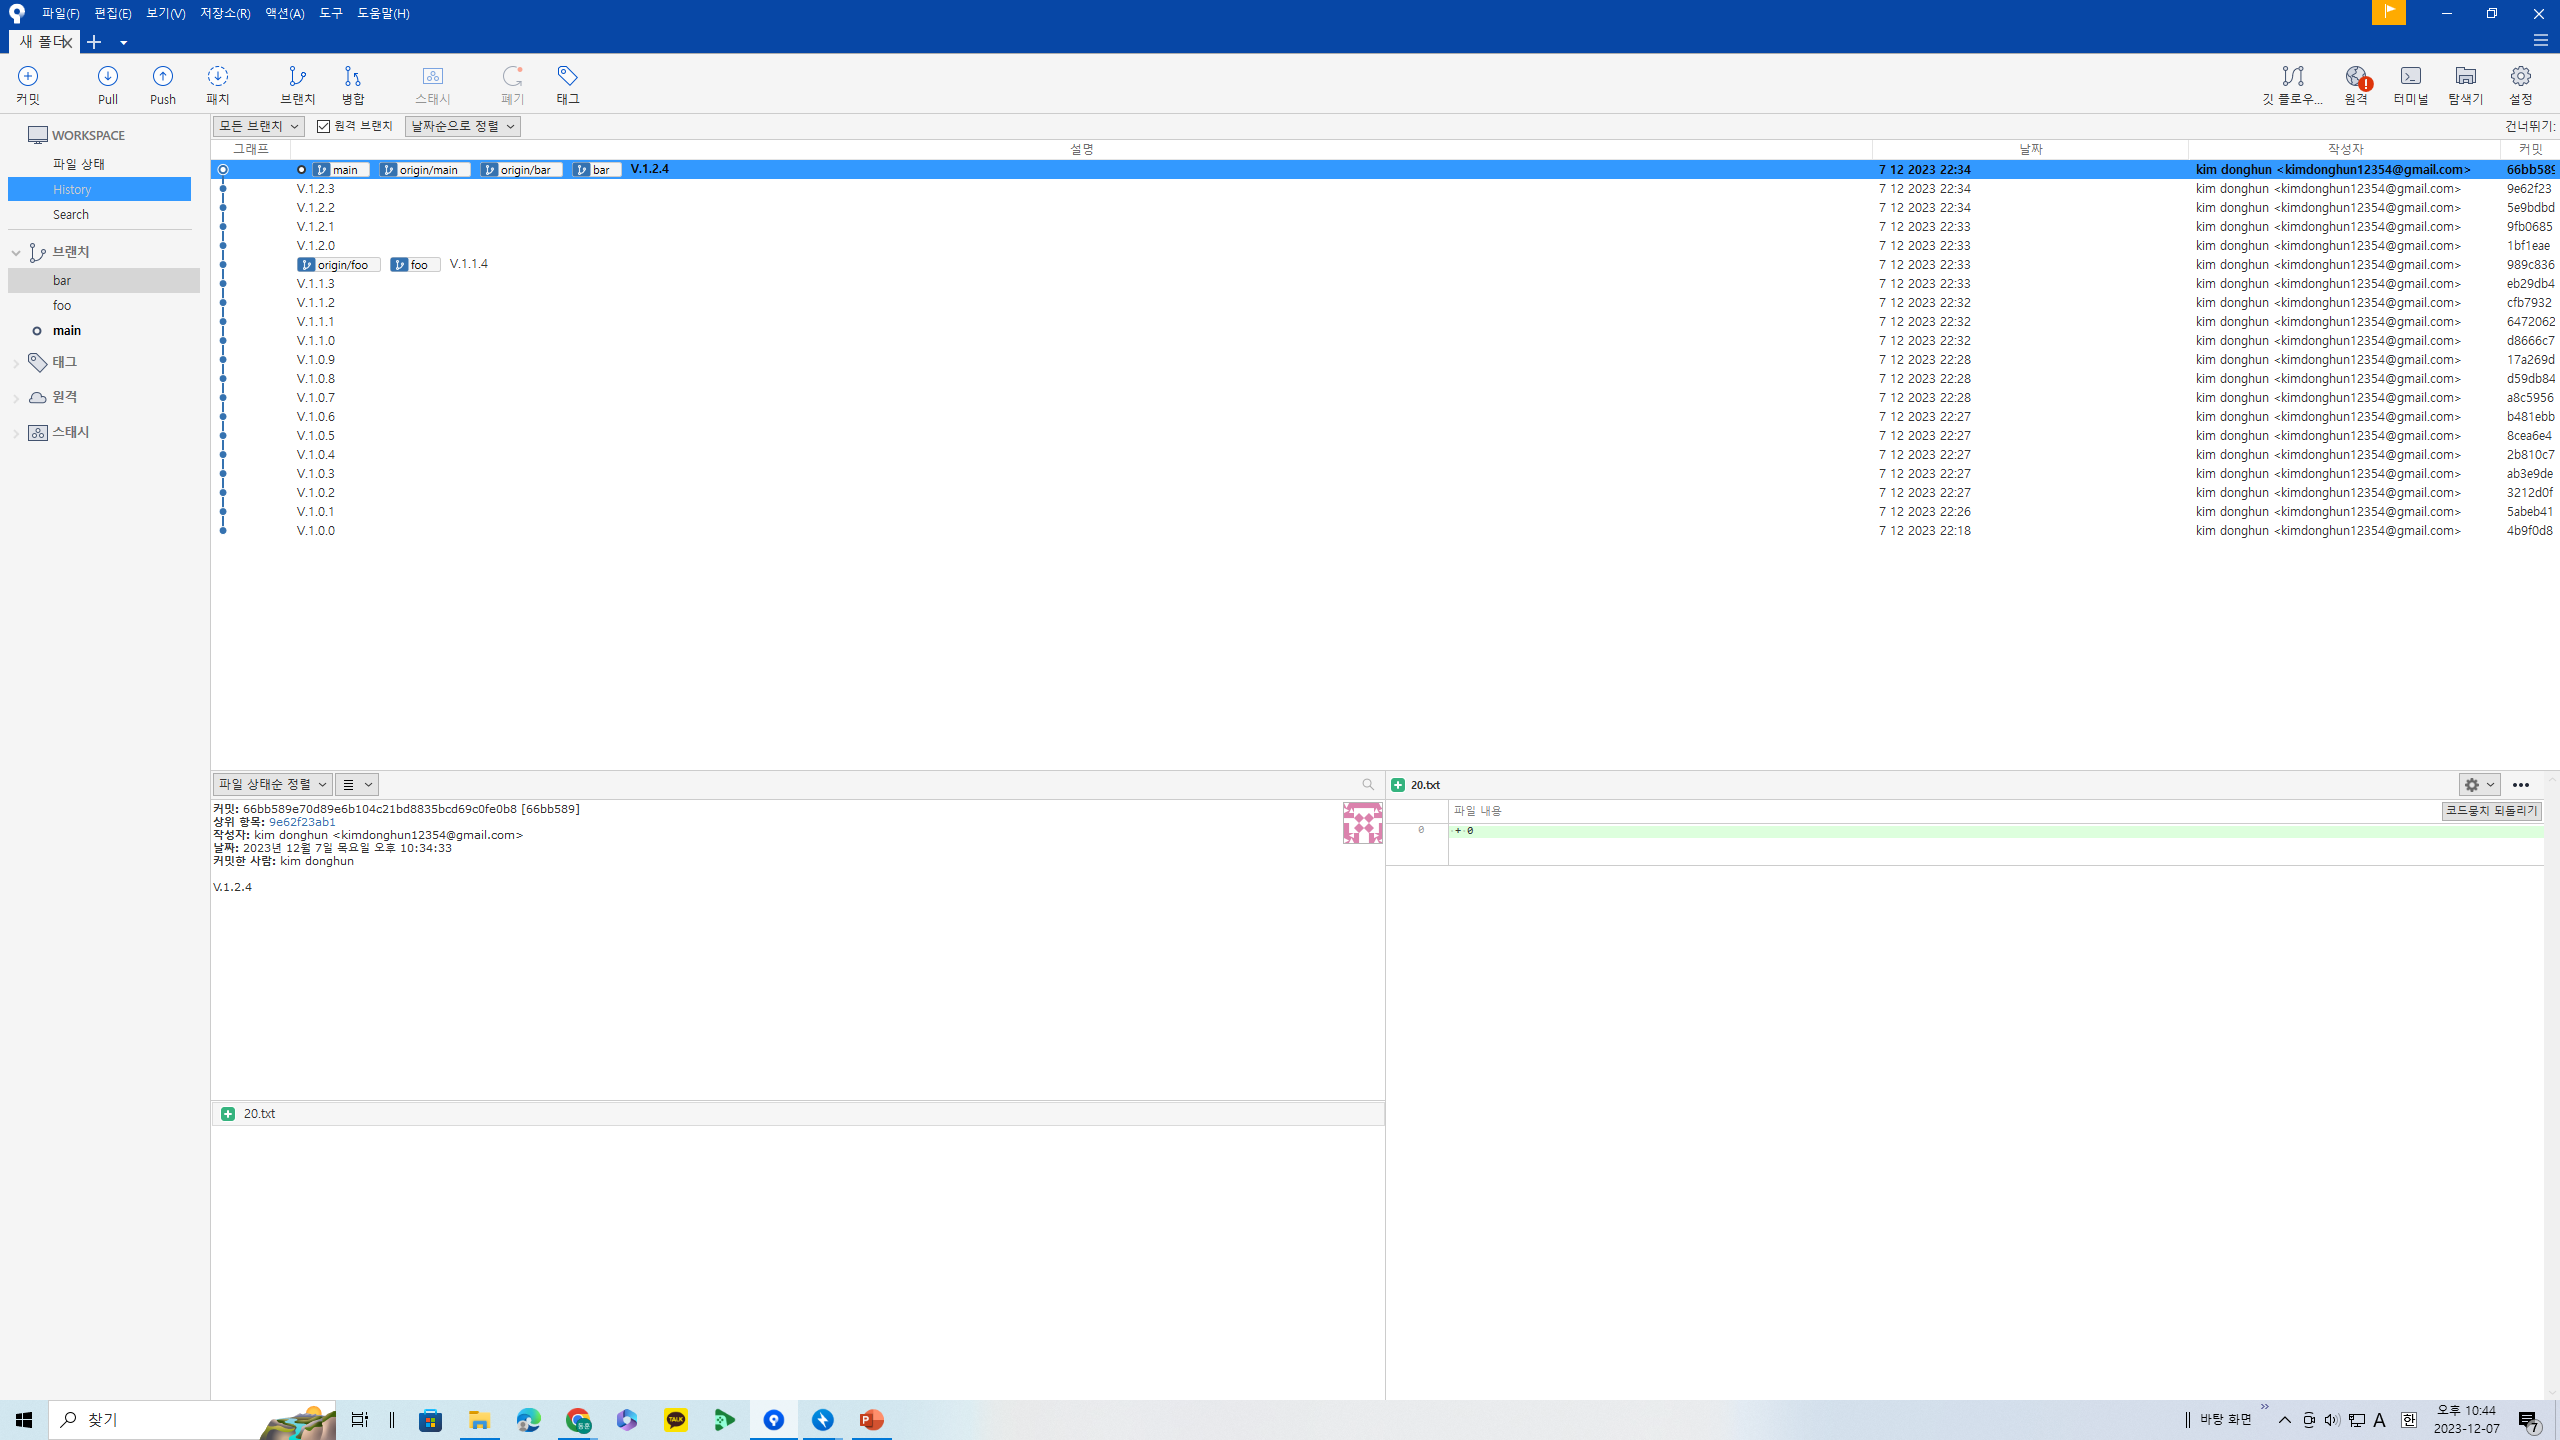 파일(F) 편집(E) 보기(V) 저장소(R) 액션(A) 도구 도움말(H)
새 폴더
커밋 Pull Push 패치 브랜치 병합 스태시 폐기 태그 깃 플로우... 원격 터미널 탐색기 설정
WORKSPACE
파일 상태
History
Search
브랜치
bar
foo
main
태그
원격
스태시
모든 브랜치 원격 브랜치 날짜순으로 정렬 건너뛰기:
그래프 설명 날짜 작성자 커밋
main origin/main origin/bar bar V.1.2.4 7 12 2023 22:34 kim donghun <kimdonghun12354@gmail.com> 66bb589
V.1.2.3 7 12 2023 22:34 kim donghun <kimdonghun12354@gmail.com> 9e62f23
V.1.2.2 7 12 2023 22:34 kim donghun <kimdonghun12354@gmail.com> 5e9bdbd
V.1.2.1 7 12 2023 22:33 kim donghun <kimdonghun12354@gmail.com> 9fb0685
V.1.2.0 7 12 2023 22:33 kim donghun <kimdonghun12354@gmail.com> 1bf1eae
origin/foo foo V.1.1.4 7 12 2023 22:33 kim donghun <kimdonghun12354@gmail.com> 989c836
V.1.1.3 7 12 2023 22:33 kim donghun <kimdonghun12354@gmail.com> eb29db4
V.1.1.2 7 12 2023 22:32 kim donghun <kimdonghun12354@gmail.com> cfb7932
V.1.1.1 7 12 2023 22:32 kim donghun <kimdonghun12354@gmail.com> 6472062
V.1.1.0 7 12 2023 22:32 kim donghun <kimdonghun12354@gmail.com> d8666c7
V.1.0.9 7 12 2023 22:28 kim donghun <kimdonghun12354@gmail.com> 17a269d
V.1.0.8 7 12 2023 22:28 kim donghun <kimdonghun12354@gmail.com> d59db84
V.1.0.7 7 12 2023 22:28 kim donghun <kimdonghun12354@gmail.com> a8c5956
V.1.0.6 7 12 2023 22:27 kim donghun <kimdonghun12354@gmail.com> b481ebb
V.1.0.5 7 12 2023 22:27 kim donghun <kimdonghun12354@gmail.com> 8cea6e4
V.1.0.4 7 12 2023 22:27 kim donghun <kimdonghun12354@gmail.com> 2b810c7
V.1.0.3 7 12 2023 22:27 kim donghun <kimdonghun12354@gmail.com> ab3e9de
V.1.0.2 7 12 2023 22:27 kim donghun <kimdonghun12354@gmail.com> 3212d0f
V.1.0.1 7 12 2023 22:26 kim donghun <kimdonghun12354@gmail.com> 5abeb41
V.1.0.0 7 12 2023 22:18 kim donghun <kimdonghun12354@gmail.com> 4b9f0d8
파일 상태순 정렬
커밋: 66bb589e70d89e6b104c21bd8835bcd69c0fe0b8 [66bb589]
상위 항목: 9e62f23ab1
작성자: kim donghun <kimdonghun12354@gmail.com>
날짜: 2023년 12월 7일 목요일 오후 10:34:33
커밋한 사람: kim donghun
V.1.2.4
20.txt
20.txt
파일 내용 코드뭉치 되돌리기
0 + 0
찾기
TALK
바탕 화면
A 한
오후 10:44
2023-12-07
7